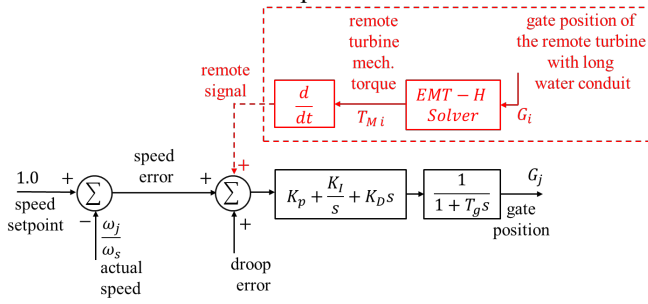 remote
turbine
mech.
torque
gate position of
the remote turbine
with long
water conduit
remote
signal
d
dt
T_{Mi}
EMT − H
Solver
G_i
+
speed
error
1.0
+
∑
speed
setpoint
−
ω_j
ω_s
actual
speed
+
∑
+
droop
error
K_p + K_I/s + K_D s
1
1 + T_g s
G_j
gate
position